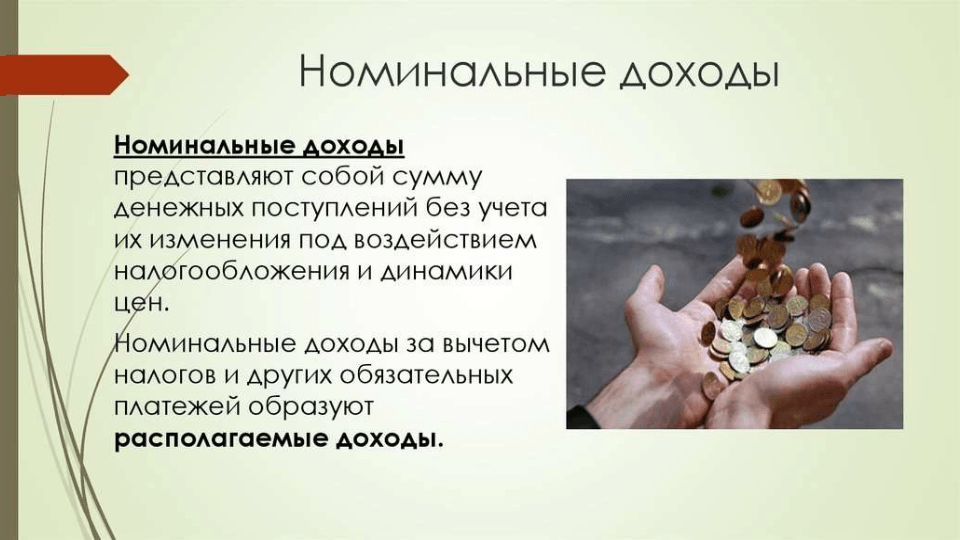 Номинальные доходы
Номинальные доходы
представляют собой сумму
денежных поступлений без учета
их изменения под воздействием
налогообложения и динамики
цен.
Номинальные доходы за вычетом
налогов и других обязательных
платежей образуют
располагаемые доходы.